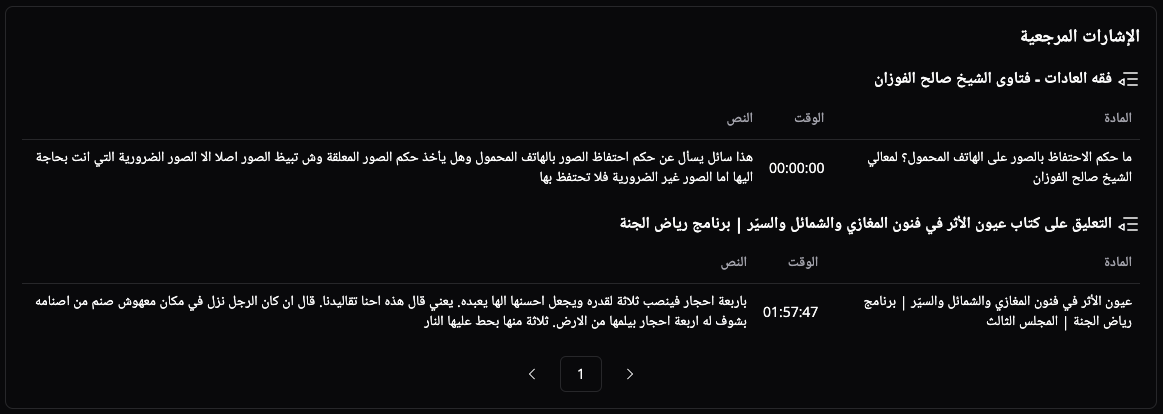 الإشارات المرجعية
فقه العادات - فتاوى الشيخ صالح الفوزان
المادة الوقت النص
ما حكم الاحتفاظ بالصور على الهاتف المحمول؟ لمعالي
الشيخ صالح الفوزان
00:00:00
هذا سائل يسأل عن حكم احتفاظ الصور بالهاتف المحمول وهل يأخذ حكم الصور المعلقة وش تبيظ الصور اصلا الا الصور الضرورية التي انت بحاجة
اليها اما الصور غير الضرورية فلا تحتفظ بها
التعليق على كتاب عيون الأثر في فنون المغازي والشمائل والسيّر | برنامج رياض الجنة
المادة الوقت النص
عيون الأثر في فنون المغازي والشمائل والسيّر | برنامج
رياض الجنة | المجلس الثالث
01:57:47
باربعة احجار فينصب ثلاثة لقدره ويجعل احسنها الها يعبده. يعني قال هذه احنا تقاليدنا. قال ان كان الرجل نزل في مكان معهوش صنم من اصنامه
بشوف له اربعة احجار بيلمها من الارض. ثلاثة منها بحط عليها النار
1